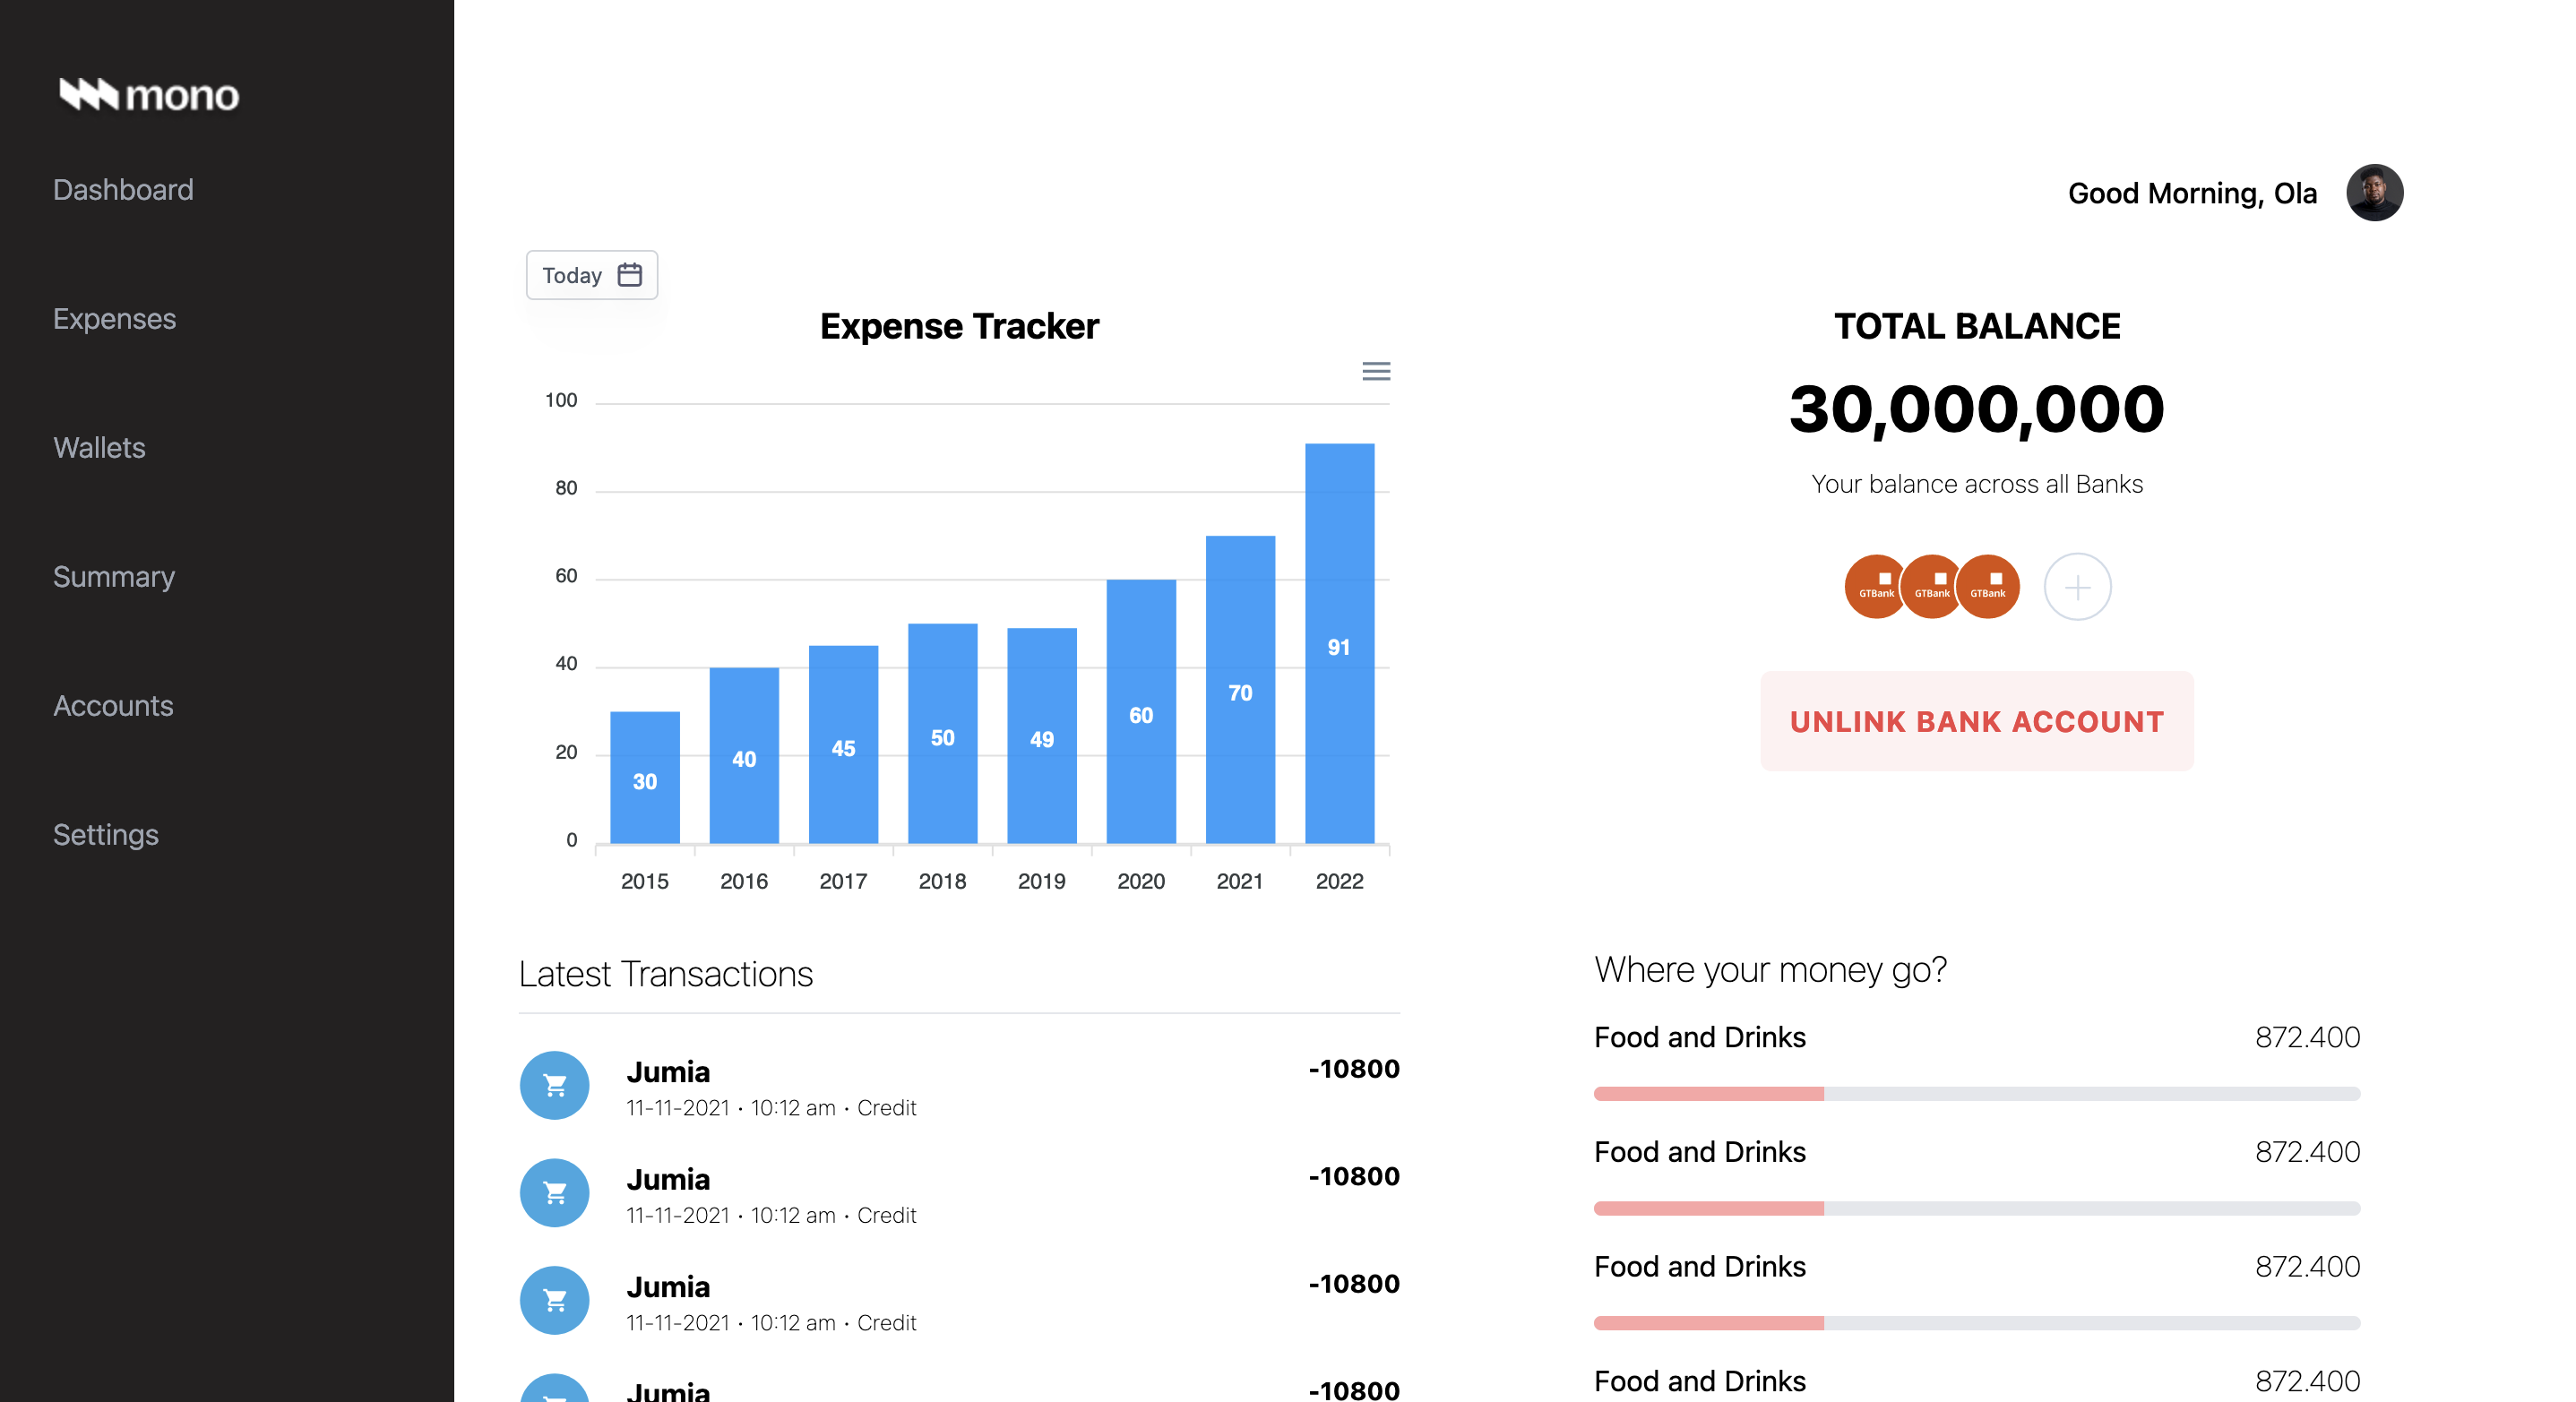 mono
Dashboard
Expenses
Wallets
Summary
Accounts
Settings
Good Morning, Ola
Today
Expense Tracker
100
80
60
40
20
0
30
40
45
50
49
60
70
91
2015 2016 2017 2018 2019 2020 2021 2022
TOTAL BALANCE
30,000,000
Your balance across all Banks
GTBank GTBank GTBank
UNLINK BANK ACCOUNT
Latest Transactions
Jumia -10800
11-11-2021 • 10:12 am • Credit
Jumia -10800
11-11-2021 • 10:12 am • Credit
Jumia -10800
11-11-2021 • 10:12 am • Credit
Jumia -10800
Where your money go?
Food and Drinks 872.400
Food and Drinks 872.400
Food and Drinks 872.400
Food and Drinks 872.400